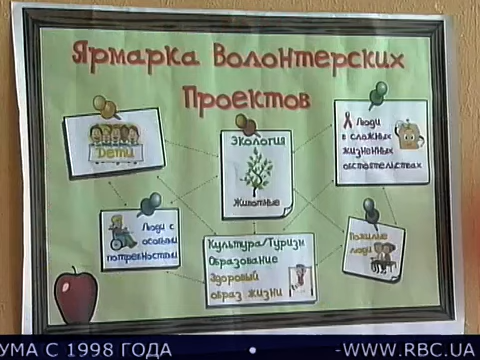 Ярмарка Волонтерских
Проектов
Дети
Экология
Животные
Люди
в сложных
жизненных
обстоятельствах
Люди с
особыми
потребностями
Культура/Туризм
Образование
Здоровый
образ жизни
Пожилые
люди
УМА С 1998 ГОДА • -WWW.RBC.UA